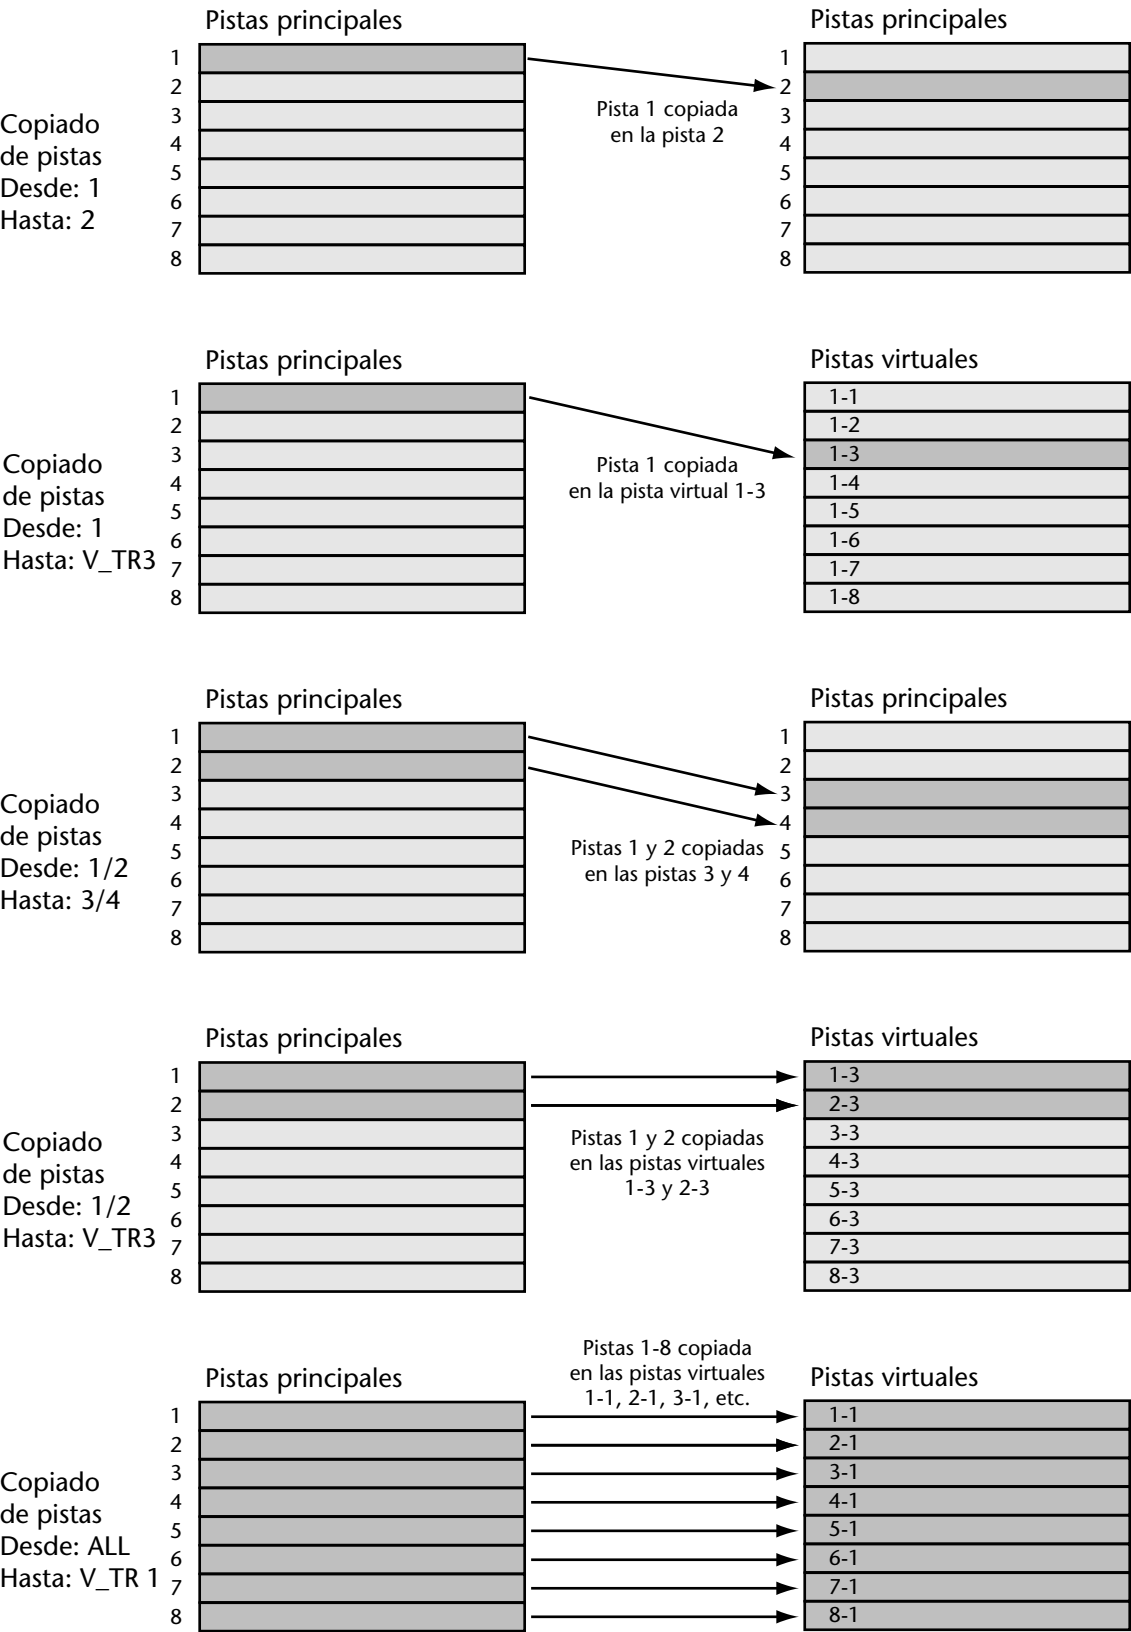 Pistas principales
Pistas principales
Copiado
de pistas
Desde: 1
Hasta: 2
1
2
3
4
5
6
7
8
Pista 1 copiada
en la pista 2
1
2
3
4
5
6
7
8
Pistas principales
Pistas virtuales
Copiado
de pistas
Desde: 1
Hasta: V_TR3
1
2
3
4
5
6
7
8
Pista 1 copiada
en la pista virtual 1-3
1-1
1-2
1-3
1-4
1-5
1-6
1-7
1-8
Pistas principales
Pistas principales
Copiado
de pistas
Desde: 1/2
Hasta: 3/4
1
2
3
4
5
6
7
8
Pistas 1 y 2 copiadas
en las pistas 3 y 4
1
2
3
4
5
6
7
8
Pistas principales
Pistas virtuales
Copiado
de pistas
Desde: 1/2
Hasta: V_TR3
1
2
3
4
5
6
7
8
Pistas 1 y 2 copiadas
en las pistas virtuales
1-3 y 2-3
1-3
2-3
3-3
4-3
5-3
6-3
7-3
8-3
Pistas principales
Pistas 1-8 copiada
en las pistas virtuales
1-1, 2-1, 3-1, etc.
Pistas virtuales
Copiado
de pistas
Desde: ALL
Hasta: V_TR 1
1
2
3
4
5
6
7
8
1-1
2-1
3-1
4-1
5-1
6-1
7-1
8-1